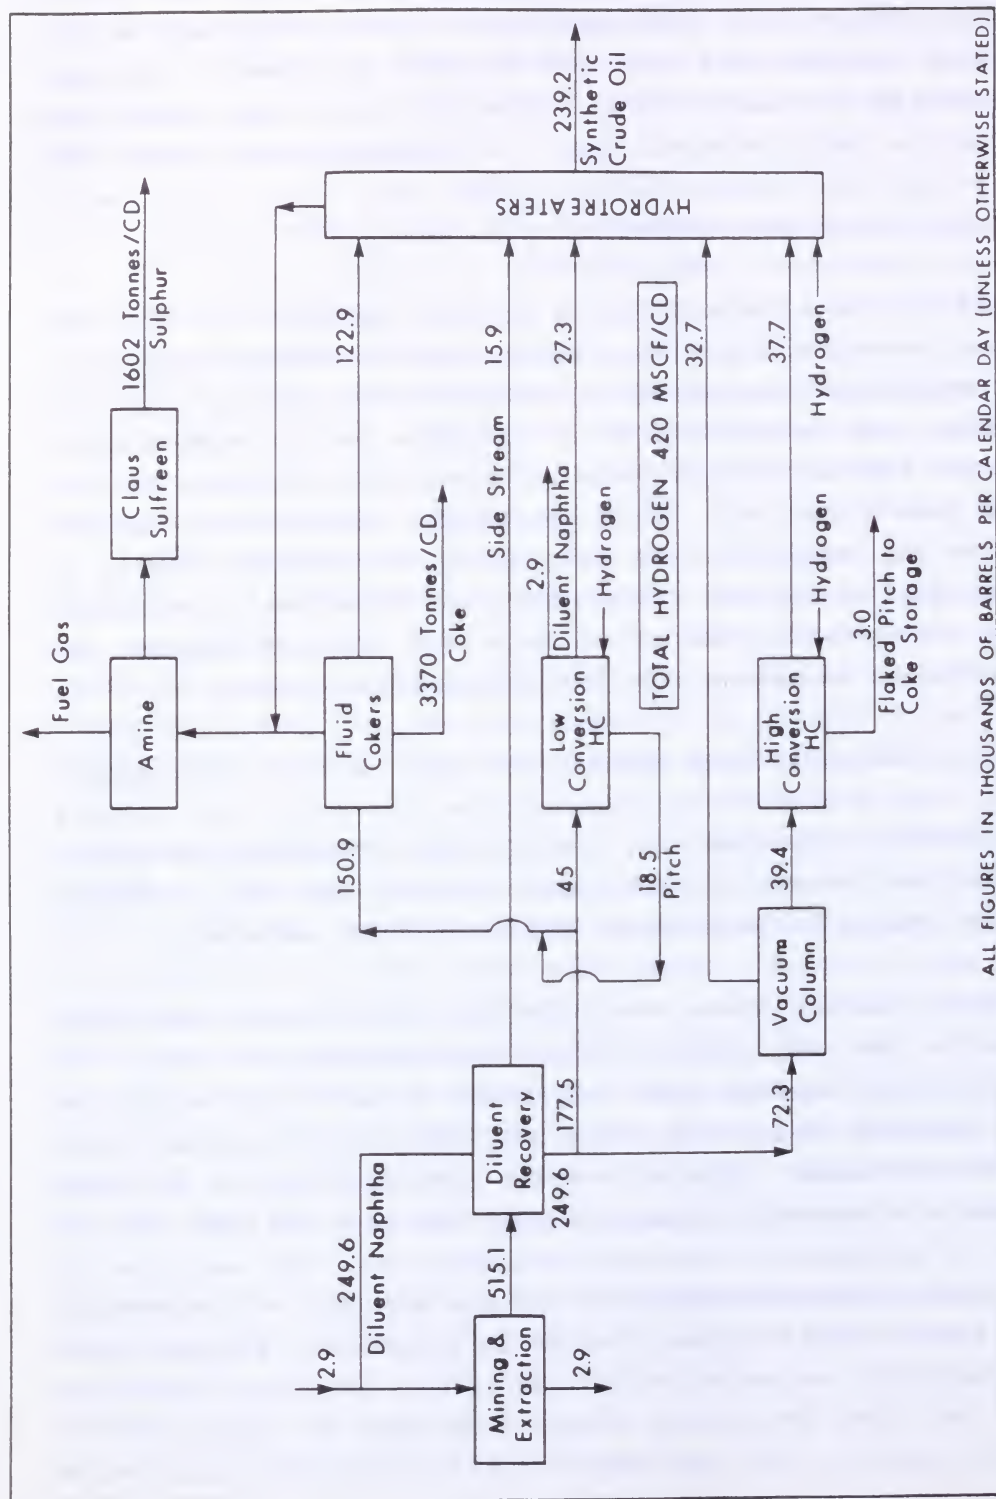 Fuel Gas
Amine
Claus
Sulfreen
1602 Tonnes/CD
Sulphur
150.9
Fluid
Cokers
122.9
3370 Tonnes/CD
Coke
HYDROTREATERS
239.2
Synthetic
Crude Oil
2.9
249.6
Diluent Naphtha
Mining &
Extraction
2.9
515.1
Diluent
Recovery
249.6
177.5
Side Stream
15.9
45
Low
Conversion
HC
2.9
Diluent Naphtha
Hydrogen
27.3
18.5
Pitch
TOTAL HYDROGEN 420 MSCF/CD
32.7
72.3
Vacuum
Column
39.4
High
Conversion
HC
37.7
Hydrogen
Hydrogen
3.0
Flaked Pitch to
Coke Storage
ALL FIGURES IN THOUSANDS OF BARRELS PER CALENDAR DAY (UNLESS OTHERWISE STATED)